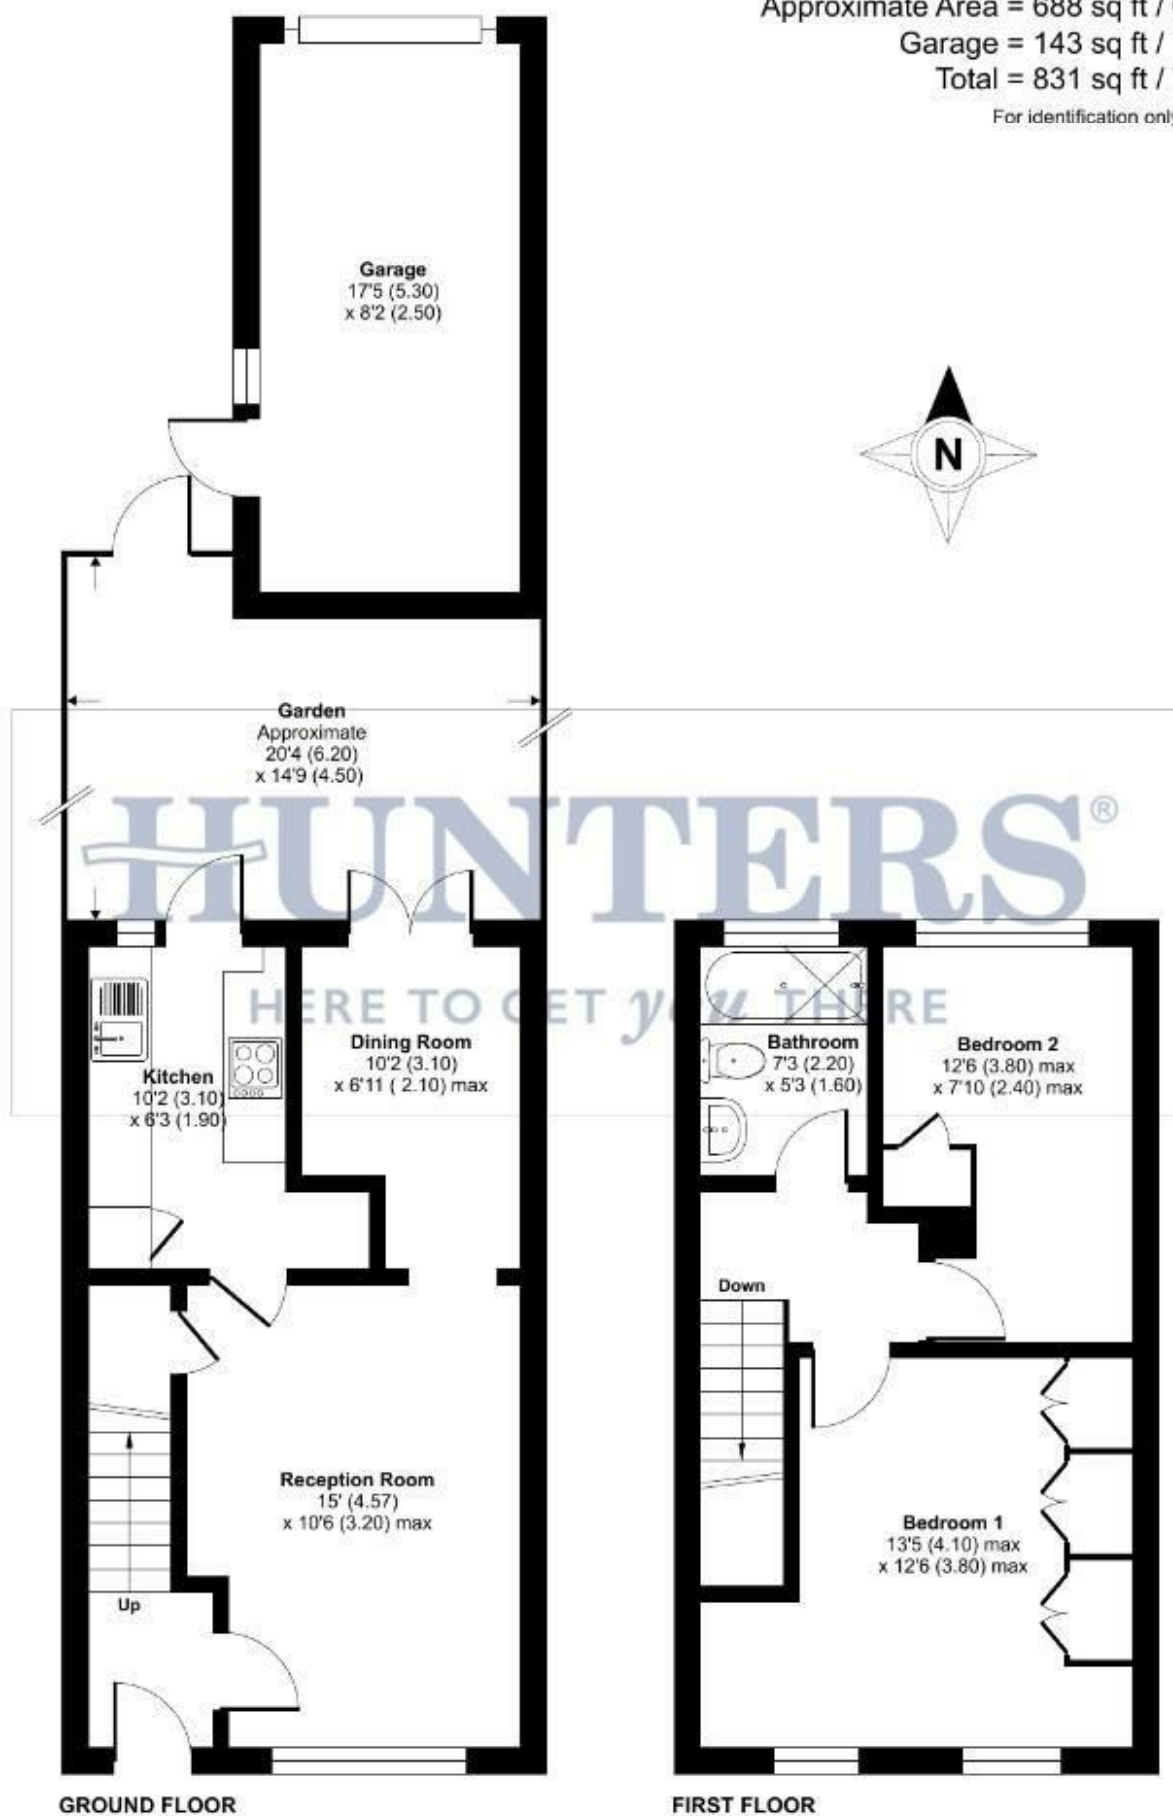 Approximate Area = 688 sq ft /
Garage = 143 sq ft /
Total = 831 sq ft /
For identification only
Garage
17'5 (5.30)
x 8'2 (2.50)
N
Garden
Approximate
20'4 (6.20)
x 14'9 (4.50)
HUNTERS®
HERE TO GET you THERE
Kitchen
10'2 (3.10)
x 6'3 (1.90)
Dining Room
10'2 (3.10)
x 6'11 ( 2.10) max
Bathroom
7'3 (2.20)
x 5'3 (1.60)
Bedroom 2
12'6 (3.80) max
x 7'10 (2.40) max
Down
Reception Room
15' (4.57)
x 10'6 (3.20) max
Bedroom 1
13'5 (4.10) max
x 12'6 (3.80) max
Up
GROUND FLOOR
FIRST FLOOR